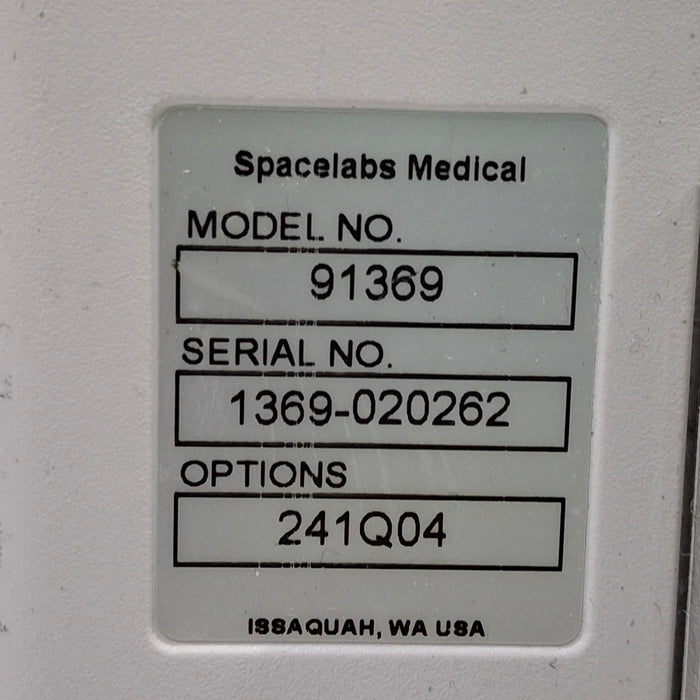 Spacelabs Medical
MODEL NO.
91369
SERIAL NO.
1369-020262
OPTIONS
241Q04
ISSAQUAH, WA USA